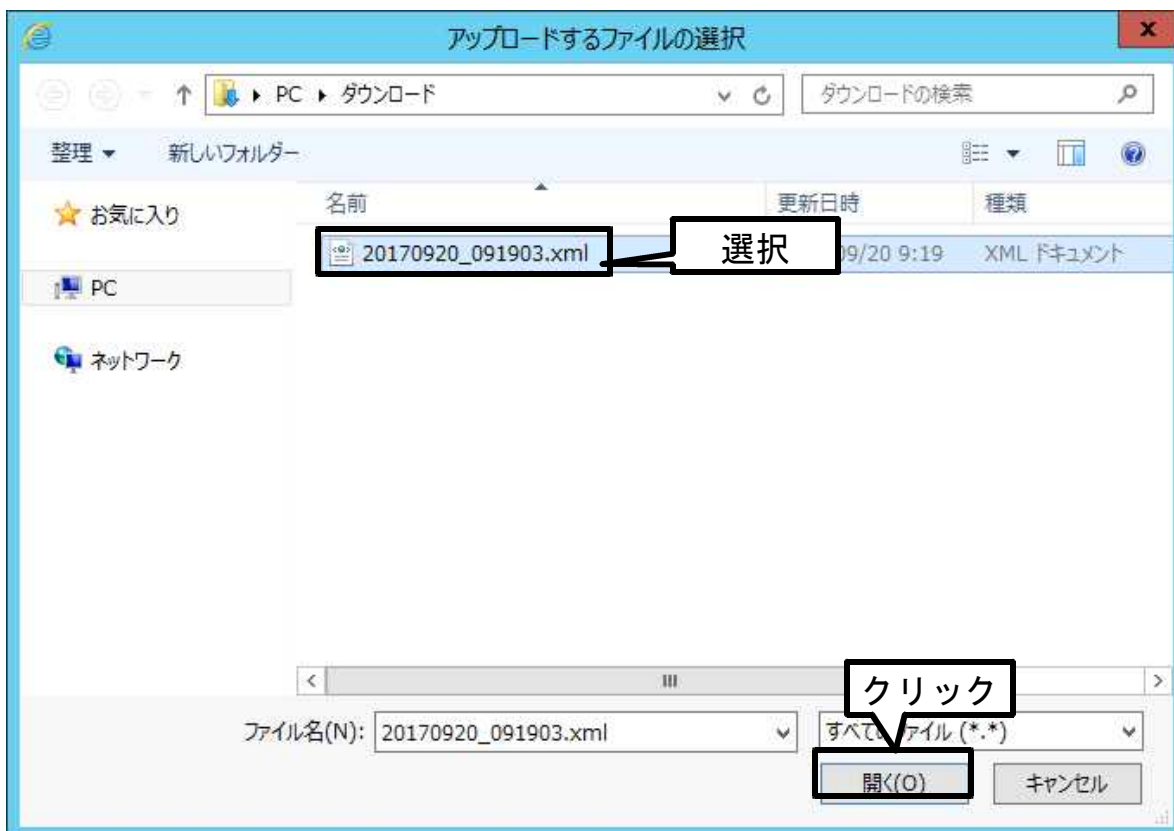 アップロードするファイルの選択
x
PC ▸ ダウンロード
ダウンロードの検索
整理 新しいフォルダー
お気に入り
PC
ネットワーク
名前 更新日時 種類
20170920_091903.xml 選択 09/20 9:19 XML ドキュメント
クリック
ファイル名(N): 20170920_091903.xml すべての ファイル (*.*)
開く(O) キャンセル